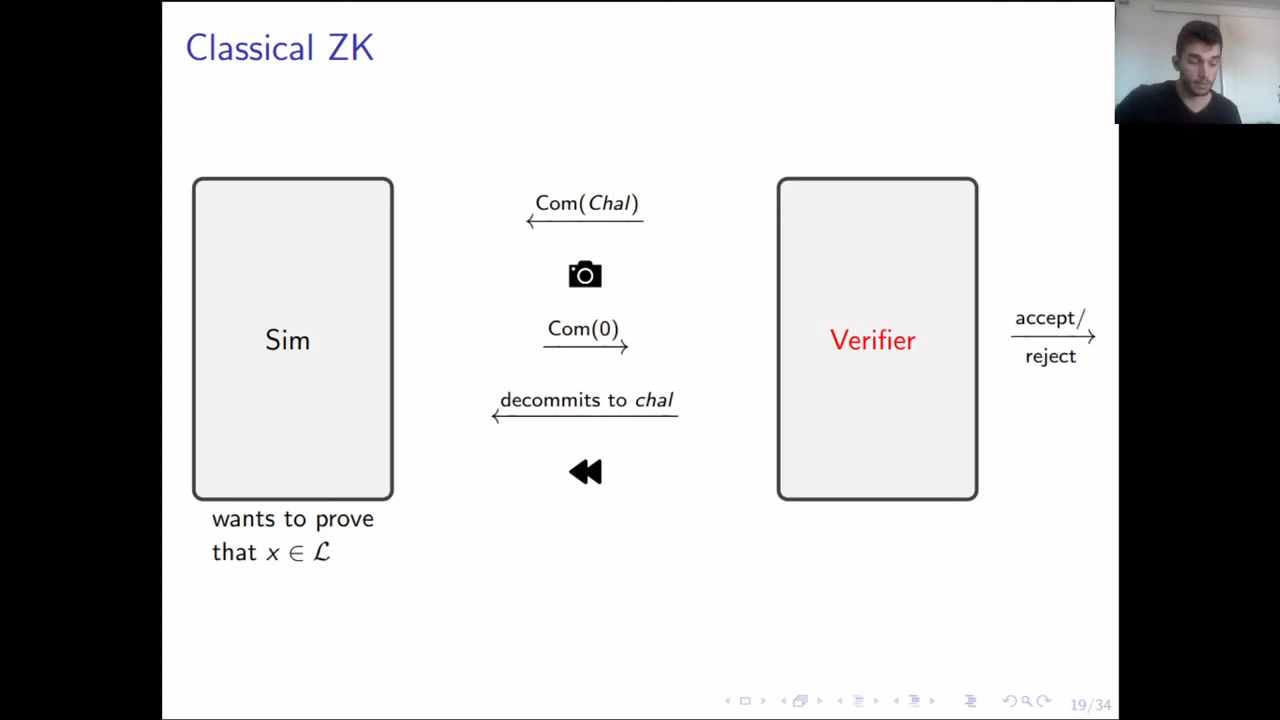 Classical ZK
Com(Chal)
Com(0)
Sim
Verifier
accept/
reject
decommits to chal
wants to prove
that x ∈ ℒ
19/34